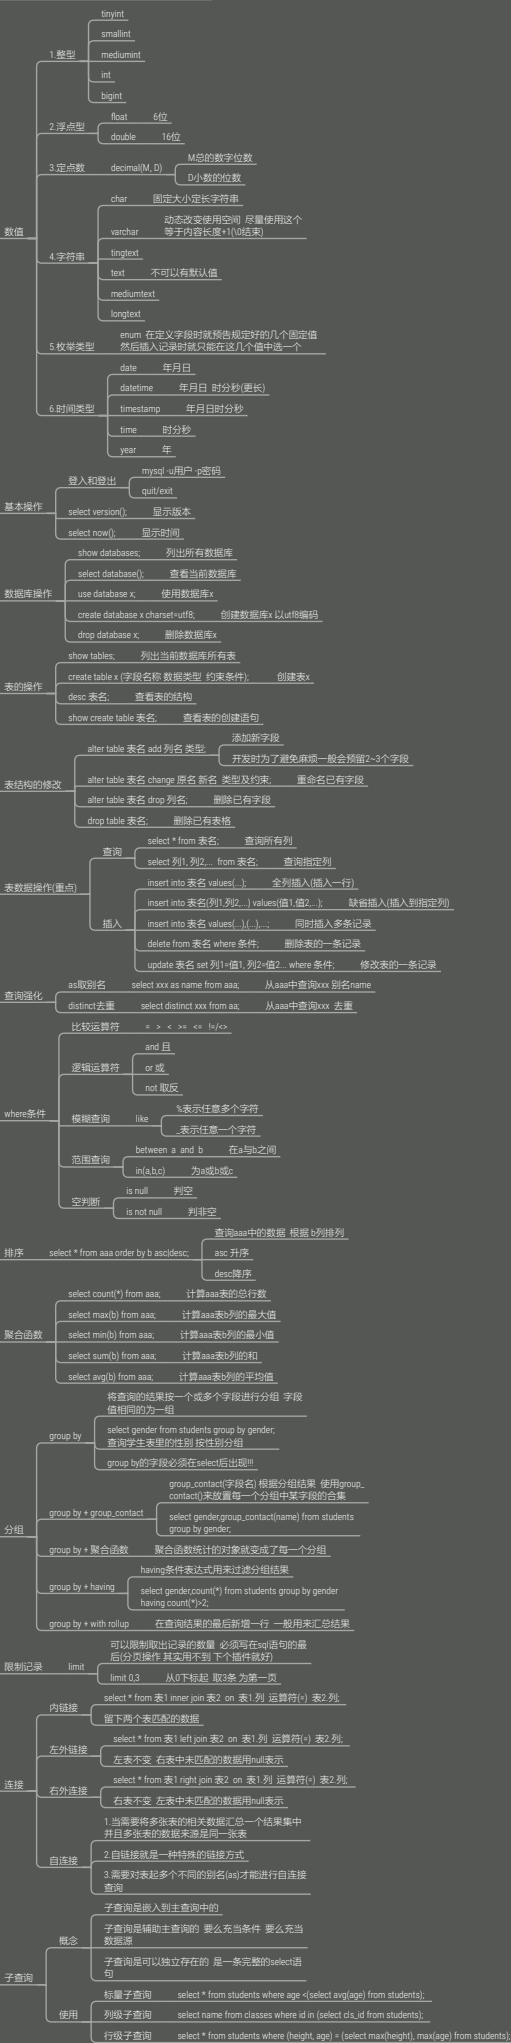 数值
1.整型
tinyint
smallint
mediumint
int
bigint
2.浮点型
float 6位
double 16位
3.定点数
decimal(M, D)
M总的数字位数
D小数的位数
4.字符串
char 固定大小定长字符串
varchar
动态改变使用空间 尽量使用这个
等于内容长度+1(\0结束)
tingtext
text 不可以有默认值
mediumtext
longtext
5.枚举类型
enum 在定义字段时就预告规定好的几个固定值
然后插入记录时就只能在这几个值中选一个
6.时间类型
date 年月日
datetime 年月日 时分秒(更长)
timestamp 年月日时分秒
time 时分秒
year 年
基本操作
登入和登出
mysql -u用户 -p密码
quit/exit
select version(); 显示版本
select now(); 显示时间
数据库操作
show databases; 列出所有数据库
select database(); 查看当前数据库
use database x; 使用数据库x
create database x charset=utf8; 创建数据库x 以utf8编码
drop database x; 删除数据库x
表的操作
show tables; 列出当前数据库所有表
create table x (字段名称 数据类型 约束条件); 创建表x
desc 表名; 查看表的结构
show create table 表名; 查看表的创建语句
表结构的修改
alter table 表名 add 列名 类型;
添加新字段
开发时为了避免麻烦一般会预留2~3个字段
alter table 表名 change 原名 新名 类型及约束; 重命名已有字段
alter table 表名 drop 列名; 删除已有字段
drop table 表名; 删除已有表格
表数据操作(重点)
查询
select * from 表名; 查询所有列
select 列1, 列2,... from 表名; 查询指定列
插入
insert into 表名 values(...); 全列插入(插入一行)
insert into 表名(列1,列2,...) values(值1,值2,...); 缺省插入(插入到指定列)
insert into 表名 values(...),(...),...; 同时插入多条记录
delete from 表名 where 条件; 删除表的一条记录
update 表名 set 列1=值1, 列2=值2... where 条件; 修改表的一条记录
查询强化
as取别名 select xxx as name from aaa; 从aaa中查询xxx 别名name
distinct去重 select distinct xxx from aa; 从aaa中查询xxx 去重
where条件
比较运算符 = > < >= <= !=/<>
逻辑运算符
and 且
or 或
not 取反
模糊查询 like
%表示任意多个字符
_表示任意一个字符
范围查询
between a and b 在a与b之间
in(a,b,c) 为a或b或c
空判断
is null 判空
is not null 判非空
排序
select * from aaa order by b asc|desc;
查询aaa中的数据 根据 b列排列
asc 升序
desc降序
聚合函数
select count(*) from aaa; 计算aaa表的总行数
select max(b) from aaa; 计算aaa表b列的最大值
select min(b) from aaa; 计算aaa表b列的最小值
select sum(b) from aaa; 计算aaa表b列的和
select avg(b) from aaa; 计算aaa表b列的平均值
分组
group by
将查询的结果按一个或多个字段进行分组 字段
值相同的为一组
select gender from students group by gender;
查询学生表里的性别 按性别分组
group by的字段必须在select后出现!!!
group by + group_contact
group_contact(字段名) 根据分组结果 使用group_
contact()来放置每一个分组中某字段的合集
select gender,group_contact(name) from students
group by gender;
group by + 聚合函数 聚合函数统计的对象就变成了每一个分组
group by + having
having条件表达式用来过滤分组结果
select gender,count(*) from students group by gender
having count(*)>2;
group by + with rollup 在查询结果的最后新增一行 一般用来汇总结果
限制记录
limit
可以限制取出记录的数量 必须写在sql语句的最
后(分页操作 其实用不到 下个插件就好)
limit 0,3 从0下标起 取3条 为第一页
连接
内链接
select * from 表1 inner join 表2 on 表1.列 运算符(=) 表2.列;
留下两个表匹配的数据
左外链接
select * from 表1 left join 表2 on 表1.列 运算符(=) 表2.列;
左表不变 右表中未匹配的数据用null表示
右外连接
select * from 表1 right join 表2 on 表1.列 运算符(=) 表2.列;
右表不变 左表中未匹配的数据用null表示
自连接
1.当需要将多张表的相关数据汇总一个结果集中
并且多张表的数据来源是同一张表
2.自链接就是一种特殊的链接方式
3.需要对表起多个不同的别名(as)才能进行自连接
查询
子查询
概念
子查询是嵌入到主查询中的
子查询是辅助主查询的 要么充当条件 要么充当
数据源
子查询是可以独立存在的 是一条完整的select语
句
使用
标量子查询 select * from students where age <(select avg(age) from students);
列级子查询 select name from classes where id in (select cls_id from students);
行级子查询 select * from students where (height, age) = (select max(height), max(age) from students);